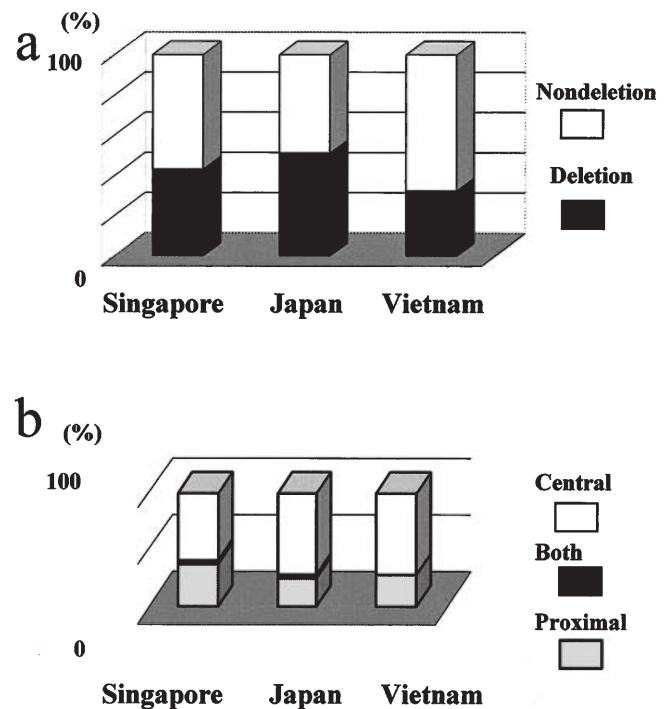 a
(%)
100
0
Nondeletion
Deletion
Singapore Japan Vietnam
b
(%)
100
0
Central
Both
Proximal
Singapore Japan Vietnam